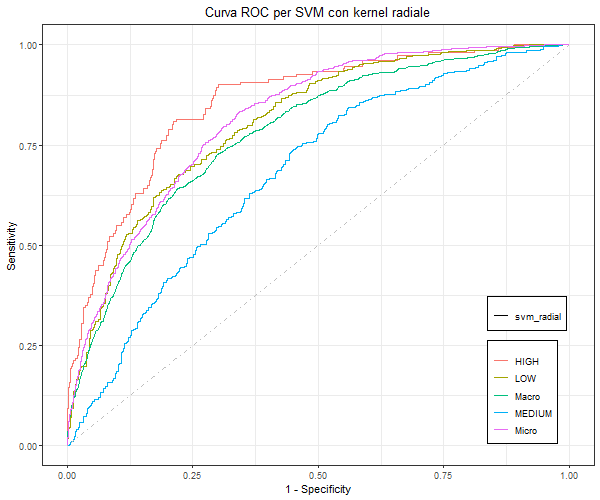 Curva ROC per SVM con kernel radiale
1.00
0.75
0.50
0.25
0.00
Sensitivity
svm_radial
HIGH
LOW
Macro
MEDIUM
Micro
0.00 0.25 0.50 0.75 1.00
1 - Specificity